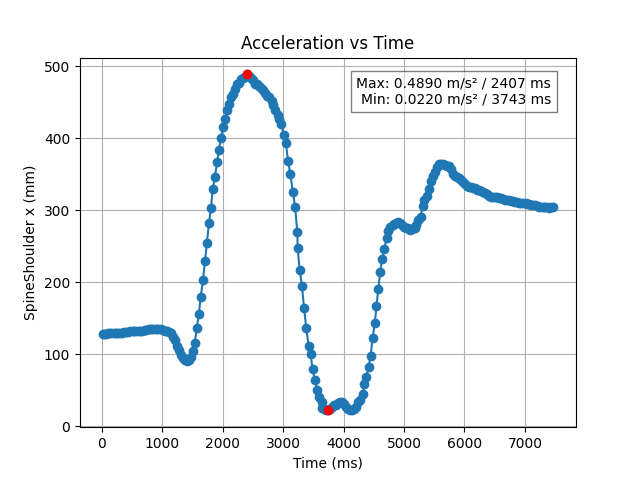 Acceleration vs Time
Max: 0.4890 m/s² / 2407 ms
Min: 0.0220 m/s² / 3743 ms
SpineShoulder x (mm)
500
400
300
200
100
0
0 1000 2000 3000 4000 5000 6000 7000
Time (ms)